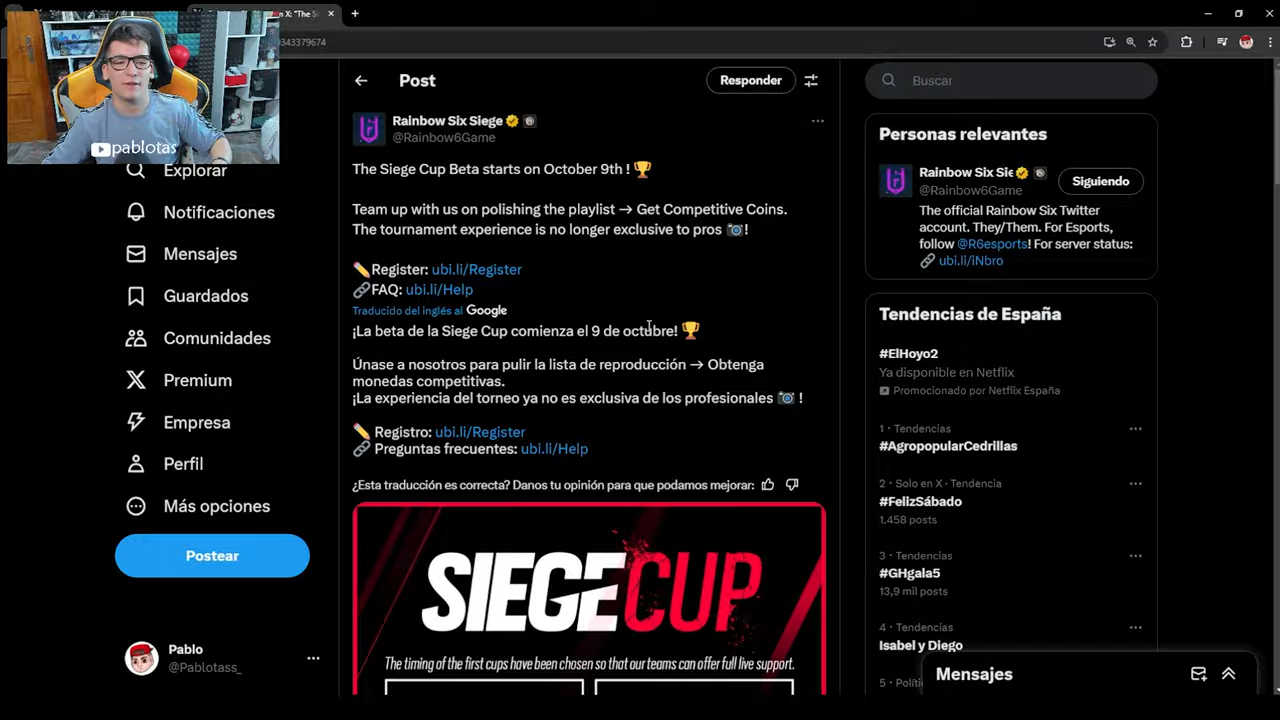 n X: "The Si
343379674
pablotas
Explorar
Notificaciones
Mensajes
Guardados
Comunidades
Premium
Empresa
Perfil
Más opciones
Postear
Pablo
@Pablotass_
Post
Responder
Rainbow Six Siege
@Rainbow6Game
The Siege Cup Beta starts on October 9th !
Team up with us on polishing the playlist → Get Competitive Coins.
The tournament experience is no longer exclusive to pros !
Register: ubi.li/Register
FAQ: ubi.li/Help
Traducido del inglés al Google
¡La beta de la Siege Cup comienza el 9 de octubre!
Únase a nosotros para pulir la lista de reproducción → Obtenga
monedas competitivas.
¡La experiencia del torneo ya no es exclusiva de los profesionales !
Registro: ubi.li/Register
Preguntas frecuentes: ubi.li/Help
¿Esta traducción es correcta? Danos tu opinión para que podamos mejorar:
SIEGE CUP
The timing of the first cups have been chosen so that our teams can offer full live support.
Buscar
Personas relevantes
Rainbow Six Sie
@Rainbow6Game
Siguiendo
The official Rainbow Six Twitter
account. They/Them. For Esports,
follow @R6esports! For server status:
ubi.li/iNbro
Tendencias de España
#ElHoyo2
Ya disponible en Netflix
Promocionado por Netflix España
1 · Tendencias
#AgropopularCedrillas
2 · Solo en X · Tendencia
#FelizSábado
1.458 posts
3 · Tendencias
#GHgala5
13,9 mil posts
4 · Tendencias
Isabel y Diego
5 · Políti
Mensajes